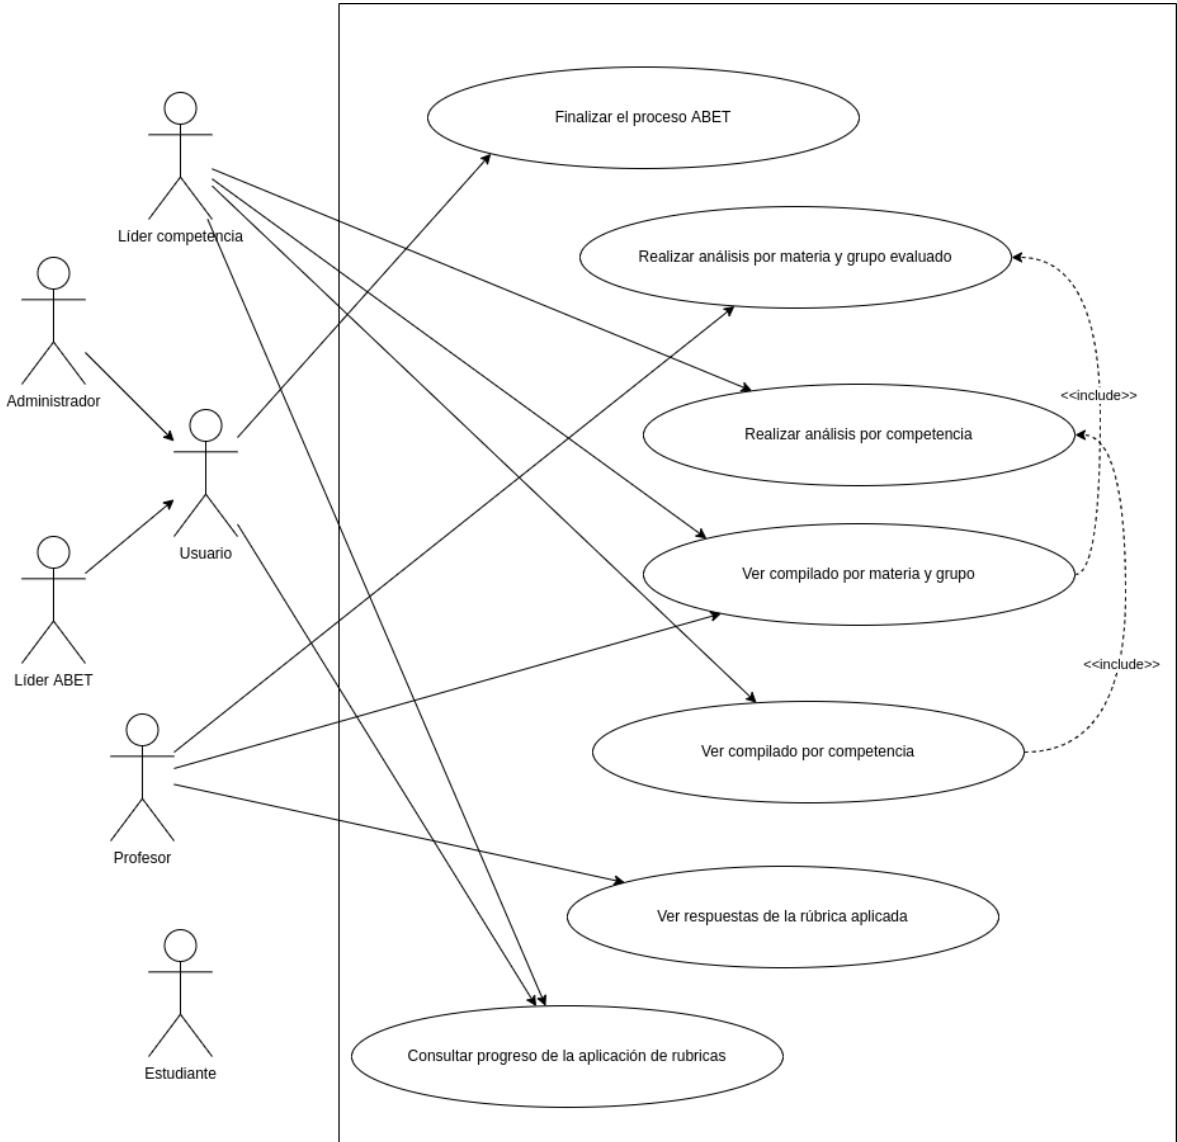 Finalizar el proceso ABET
Líder competencia
Realizar análisis por materia y grupo evaluado
Administrador
<<include>>
Realizar análisis por competencia
Usuario
Ver compilado por materia y grupo
Líder ABET
<<include>>
Ver compilado por competencia
Profesor
Ver respuestas de la rúbrica aplicada
Consultar progreso de la aplicación de rubricas
Estudiante